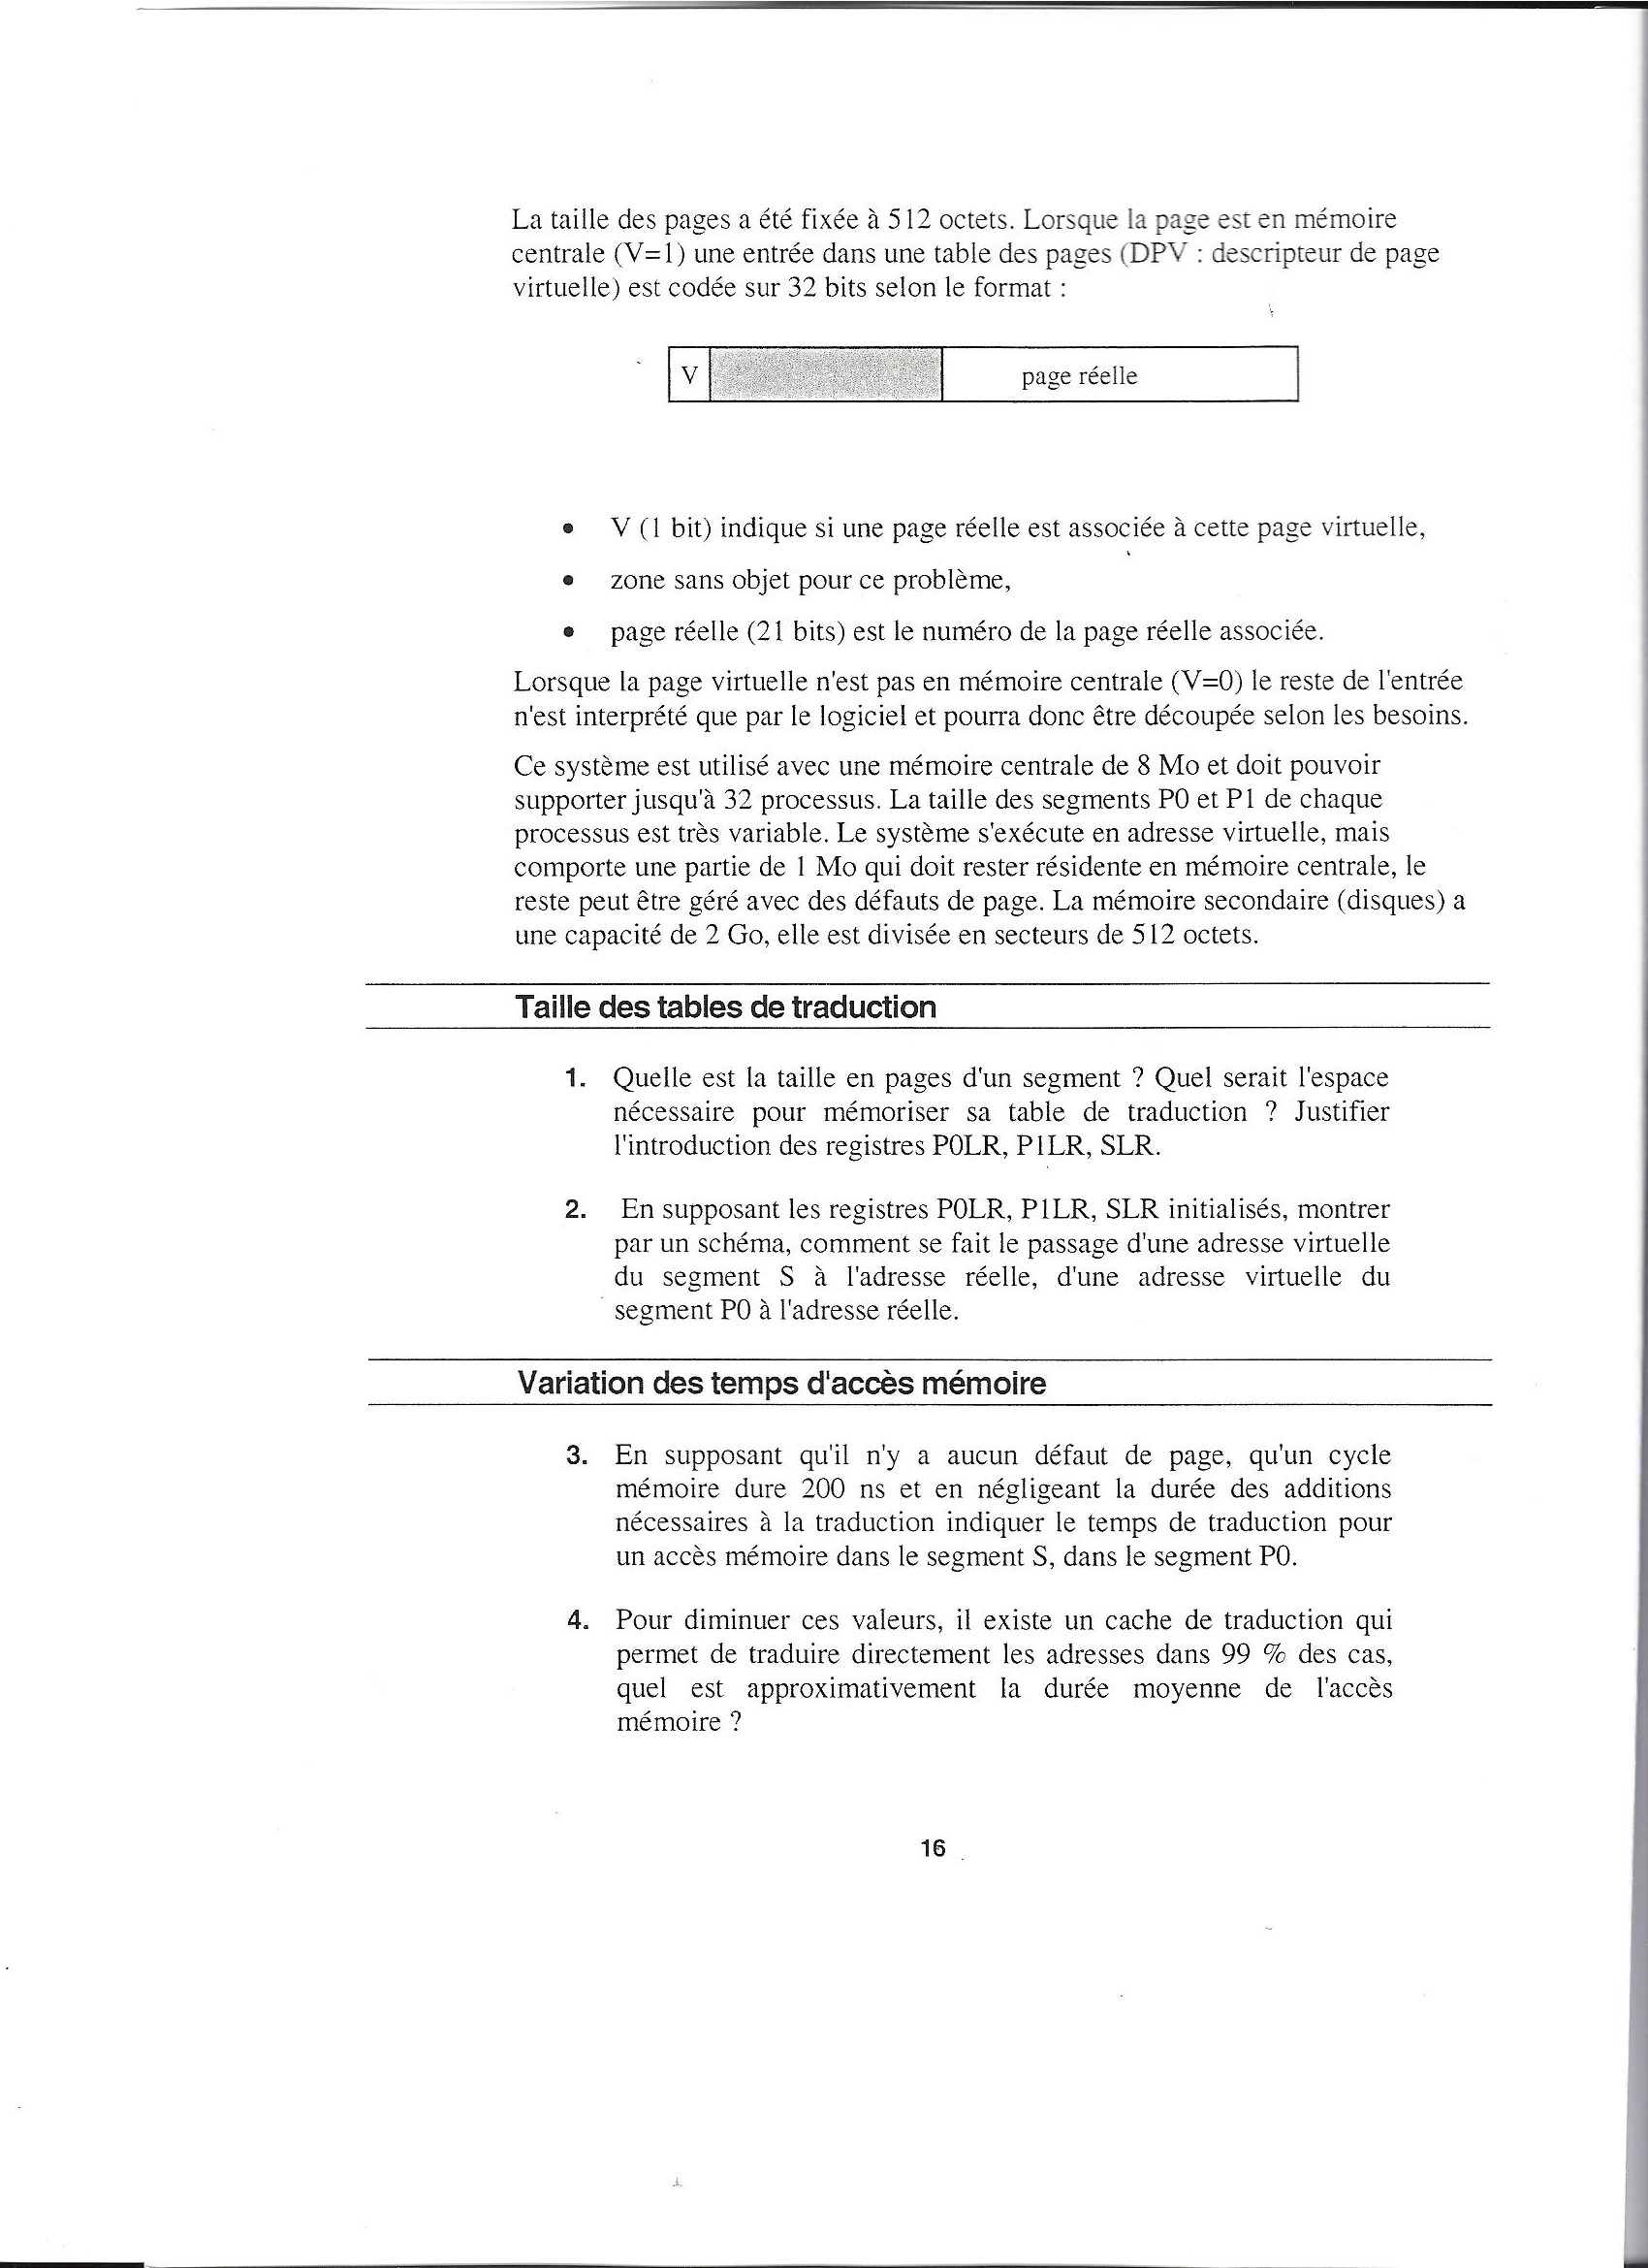 La taille des pages a été fixée à 512 octets. Lorsque la page est en mémoire
centrale (V=1) une entrée dans une table des pages (DPV : descripteur de page
virtuelle) est codée sur 32 bits selon le format :
V
page réelle
• V (1 bit) indique si une page réelle est associée à cette page virtuelle,
• zone sans objet pour ce problème,
• page réelle (21 bits) est le numéro de la page réelle associée.
Lorsque la page virtuelle n'est pas en mémoire centrale (V=0) le reste de l'entrée
n'est interprété que par le logiciel et pourra donc être découpée selon les besoins.
Ce système est utilisé avec une mémoire centrale de 8 Mo et doit pouvoir
supporter jusqu'à 32 processus. La taille des segments P0 et P1 de chaque
processus est très variable. Le système s'exécute en adresse virtuelle, mais
comporte une partie de 1 Mo qui doit rester résidente en mémoire centrale, le
reste peut être géré avec des défauts de page. La mémoire secondaire (disques) a
une capacité de 2 Go, elle est divisée en secteurs de 512 octets.
Taille des tables de traduction
1. Quelle est la taille en pages d'un segment ? Quel serait l'espace
nécessaire pour mémoriser sa table de traduction ? Justifier
l'introduction des registres P0LR, P1LR, SLR.
2. En supposant les registres P0LR, P1LR, SLR initialisés, montrer
par un schéma, comment se fait le passage d'une adresse virtuelle
du segment S à l'adresse réelle, d'une adresse virtuelle du
segment P0 à l'adresse réelle.
Variation des temps d'accès mémoire
3. En supposant qu'il n'y a aucun défaut de page, qu'un cycle
mémoire dure 200 ns et en négligeant la durée des additions
nécessaires à la traduction indiquer le temps de traduction pour
un accès mémoire dans le segment S, dans le segment P0.
4. Pour diminuer ces valeurs, il existe un cache de traduction qui
permet de traduire directement les adresses dans 99 % des cas,
quel est approximativement la durée moyenne de l'accès
mémoire ?
16